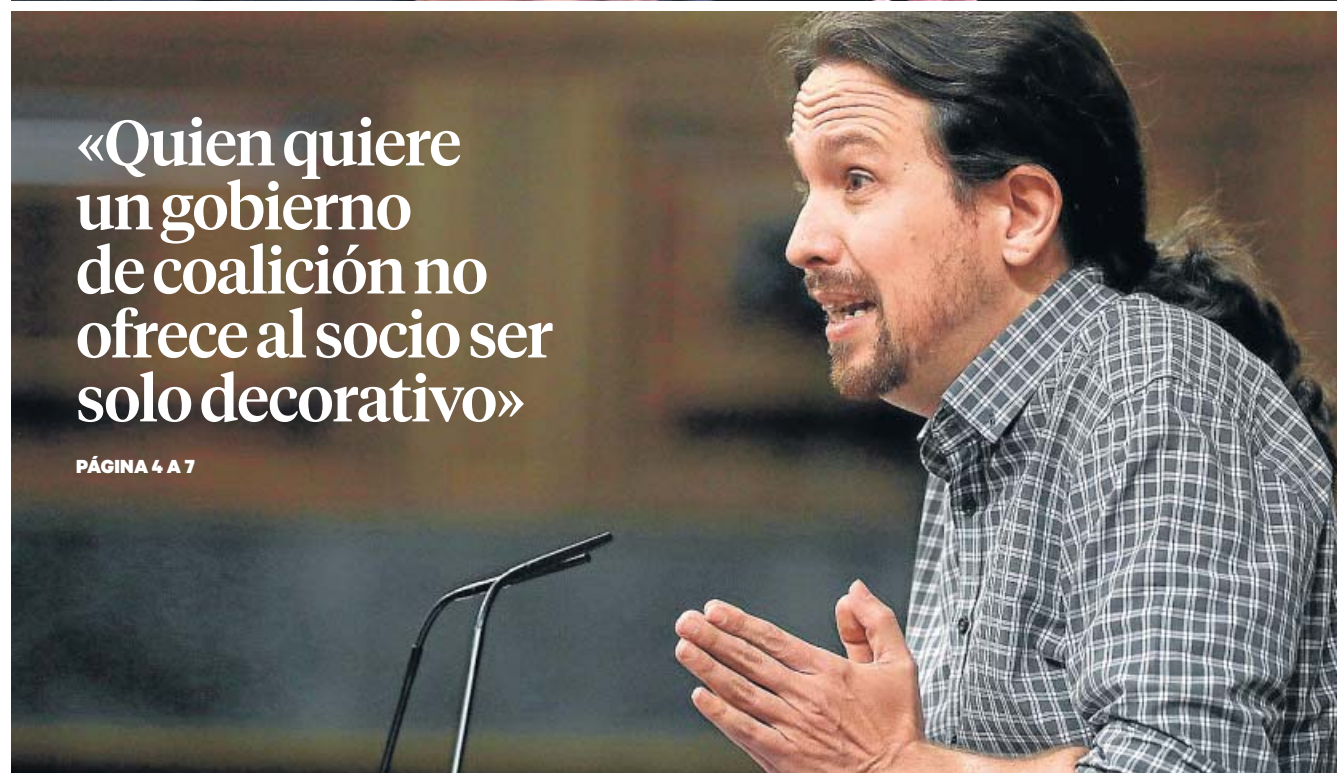 «Quien quiere
un gobierno
de coalición no
ofrece al socio ser
solo decorativo»
PÁGINA 4 A 7